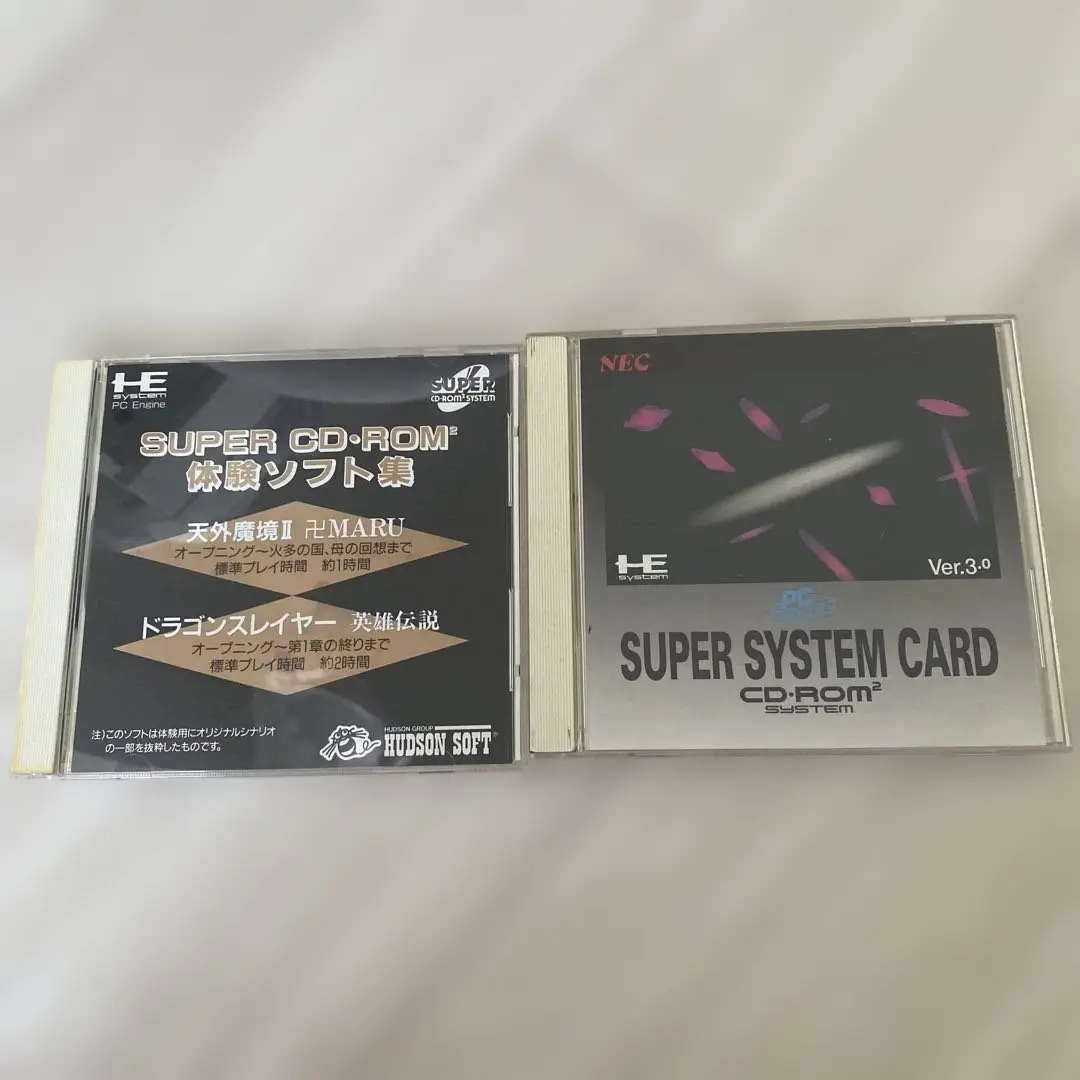 HE
system
PC Engine
SUPER
CD-ROM² SYSTEM
SUPER CD・ROM²
体験ソフト集
天外魔境Ⅱ 卍MARU
オープニング〜火多の国、母の回想まで
標準プレイ時間 約1時間
ドラゴンスレイヤー 英雄伝説
オープニング〜第1章の終りまで
標準プレイ時間 約2時間
注)このソフトは体験用にオリジナルシナリオ
の一部を抜粋したものです。
HUDSON GROUP
HUDSON SOFT®
NEC
HE
system
Ver.3.0
PC
Engine
SUPER SYSTEM CARD
CD・ROM²
SYSTEM